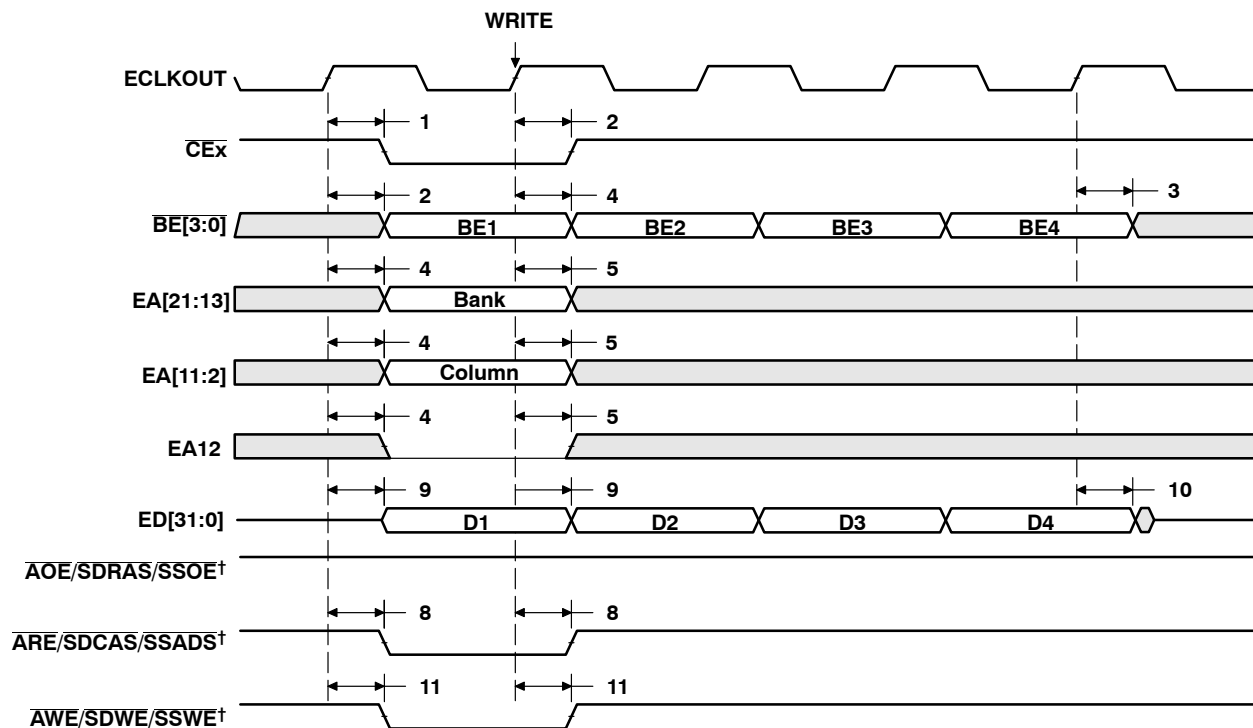 WRITE
ECLKOUT
1 2
CEx
2 4 3
BE[3:0] BE1 BE2 BE3 BE4
4 5
EA[21:13] Bank
4 5
EA[11:2] Column
4 5
EA12
9 9 10
ED[31:0] D1 D2 D3 D4
AOE/SDRAS/SSOE†
8 8
ARE/SDCAS/SSADS†
11 11
AWE/SDWE/SSWE†